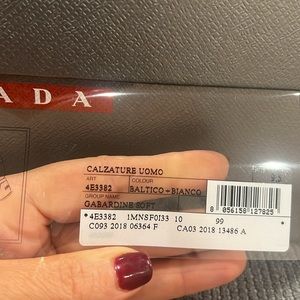 ADA
CALZATURE UOMO
ART COLOUR
4E3382 BALTICO-BIANCO
GROUP NAME
GABARDINE SOFT
8 056158 127825
*4E3382 1MNSF0I33 10 99
C093 2018 06364 F CA03 2018 13486 A